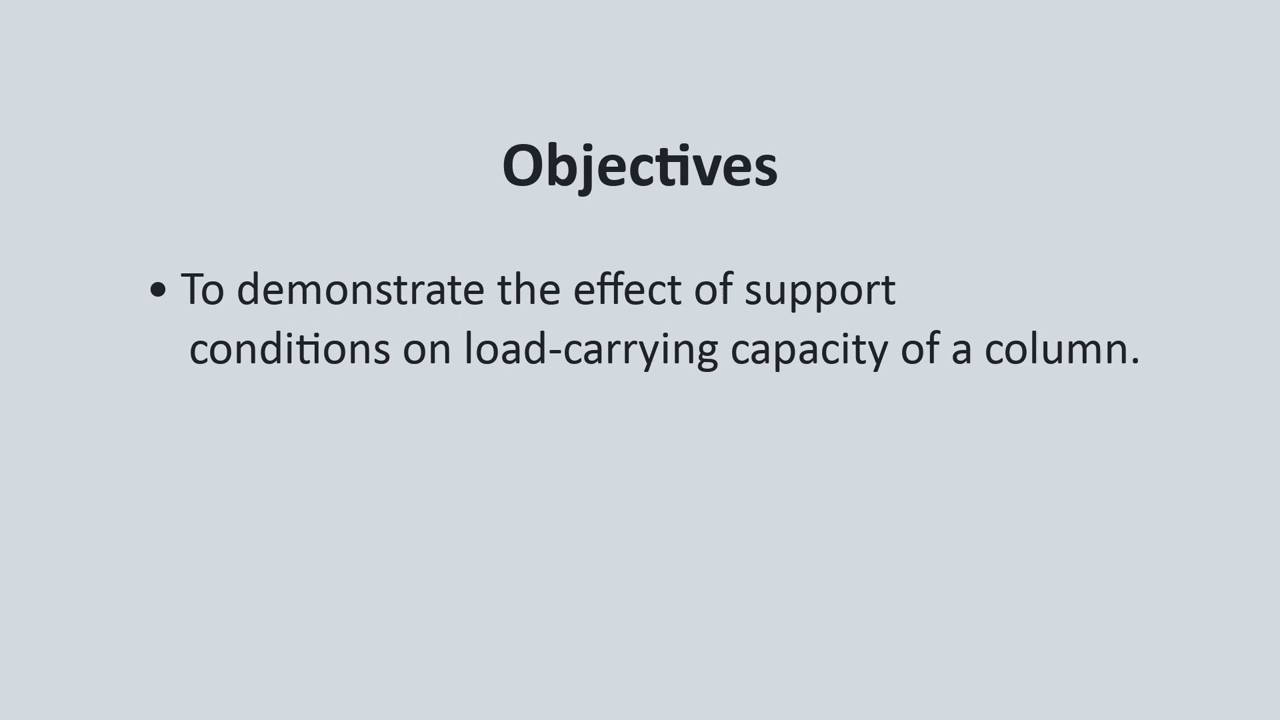 Objectives
• To demonstrate the effect of support
conditions on load-carrying capacity of a column.